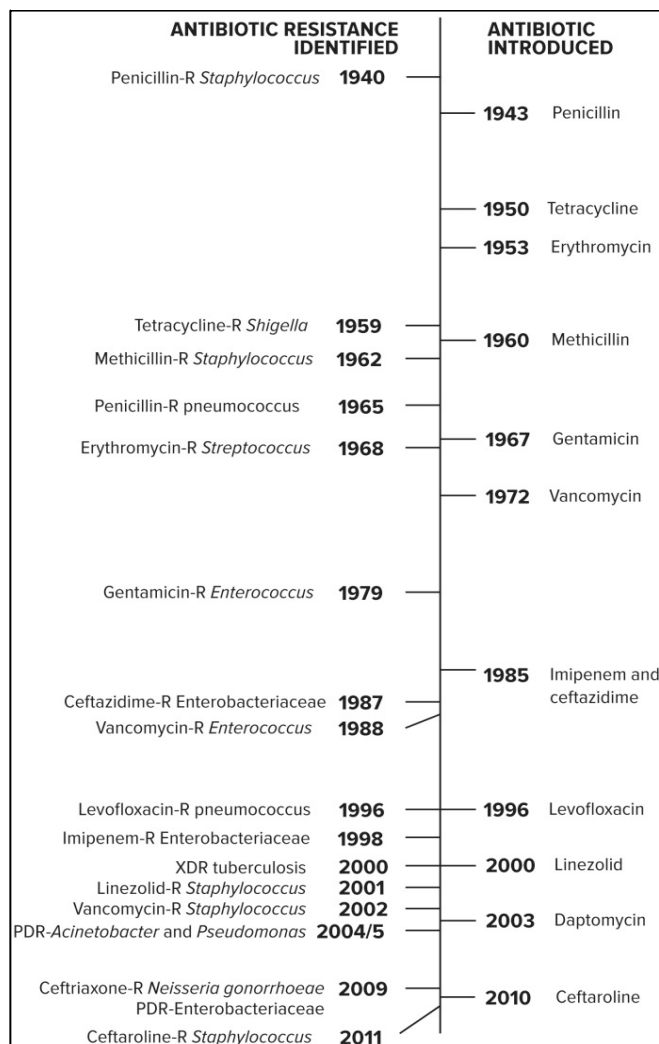 ANTIBIOTIC RESISTANCE
IDENTIFIED
ANTIBIOTIC
INTRODUCED
Penicillin-R Staphylococcus 1940
1943 Penicillin
1950 Tetracycline
1953 Erythromycin
Tetracycline-R Shigella 1959
1960 Methicillin
Methicillin-R Staphylococcus 1962
Penicillin-R pneumococcus 1965
1967 Gentamicin
Erythromycin-R Streptococcus 1968
1972 Vancomycin
Gentamicin-R Enterococcus 1979
1985 Imipenem and
ceftazidime
Ceftazidime-R Enterobacteriaceae 1987
Vancomycin-R Enterococcus 1988
Levofloxacin-R pneumococcus 1996
1996 Levofloxacin
Imipenem-R Enterobacteriaceae 1998
XDR tuberculosis 2000
2000 Linezolid
Linezolid-R Staphylococcus 2001
Vancomycin-R Staphylococcus 2002
2003 Daptomycin
PDR-Acinetobacter and Pseudomonas 2004/5
Ceftriaxone-R Neisseria gonorrhoeae 2009
PDR-Enterobacteriaceae
2010 Ceftaroline
Ceftaroline-R Staphylococcus 2011